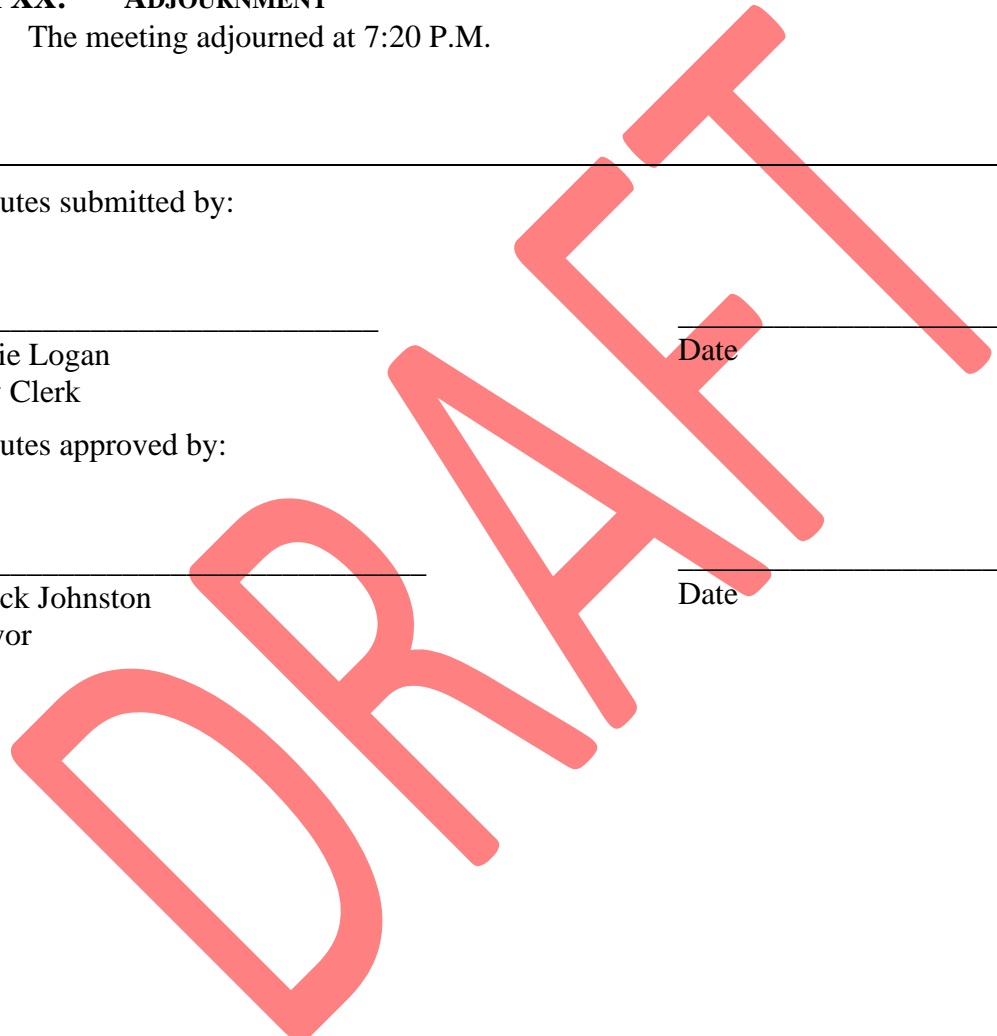 XX. ADJOURNMENT
The meeting adjourned at 7:20 P.M.
utes submitted by:
ie Logan
Date
Clerk
utes approved by:
ck Johnston
Date
or
DRAFT